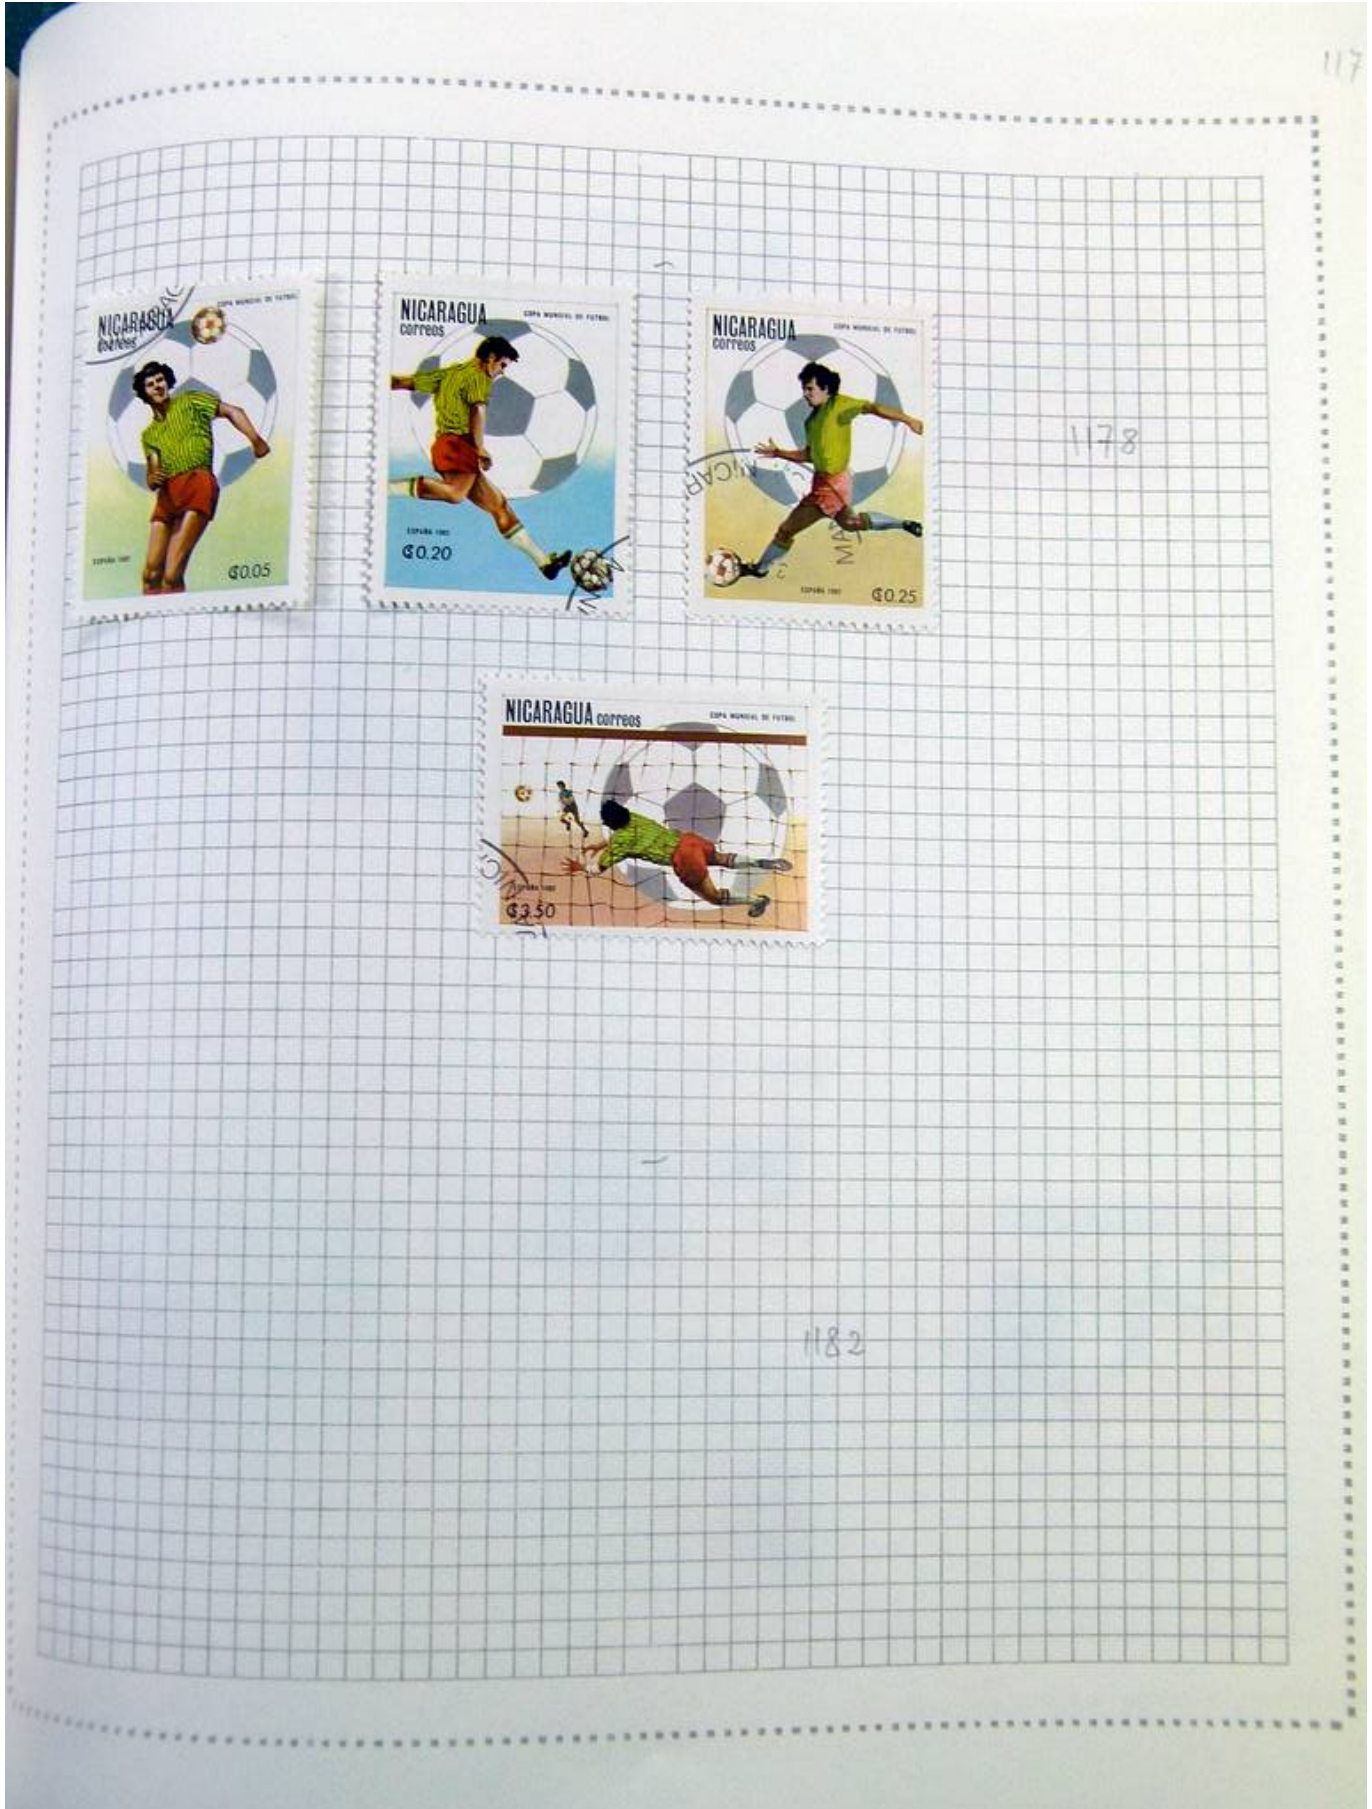 117
NICARAGUA
correos
COPA MUNDIAL DE FUTBOL
ESPAÑA 1982
₡0.05
NICARAGUA
correos
COPA MUNDIAL DE FUTBOL
ESPAÑA 1982
₡0.20
NICARAGUA
correos
COPA MUNDIAL DE FUTBOL
NICAR
MA
ESPAÑA 1982
₡0.25
1178
NICARAGUA correos
COPA MUNDIAL DE FUTBOL
ESPAÑA 1982
₡3.50
1182